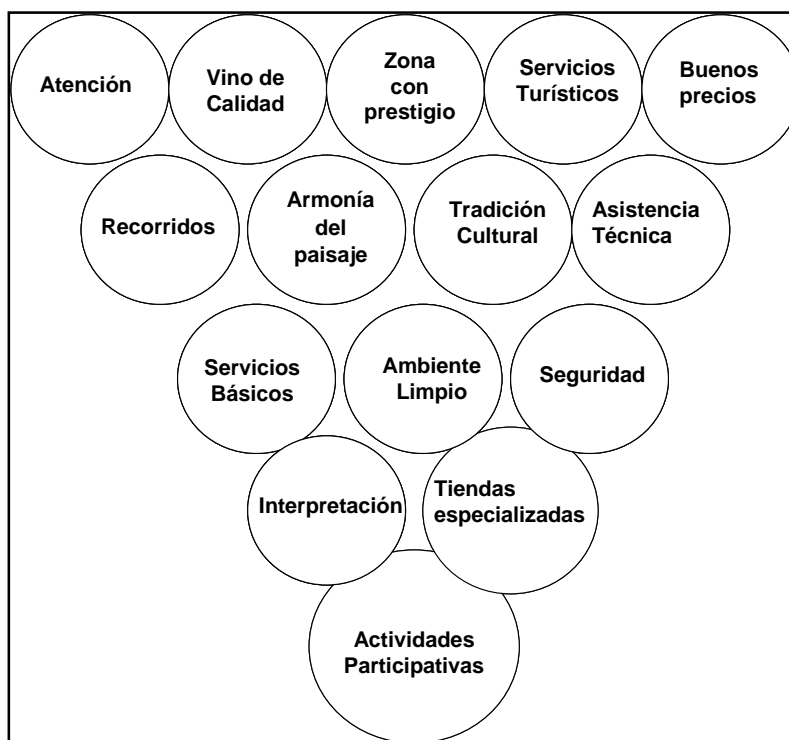 Atención
Vino de
Calidad
Zona
con
prestigio
Servicios
Turísticos
Buenos
precios
Recorridos
Armonía
del
paisaje
Tradición
Cultural
Asistencia
Técnica
Servicios
Básicos
Ambiente
Limpio
Seguridad
Interpretación
Tiendas
especializadas
Actividades
Participativas